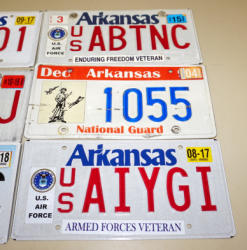 09-17
01
3 Arkansas 15
U.S. AIR FORCE
US ABTNC
ENDURING FREEDOM VETERAN
Dec Arkansas 04
1055
National Guard
18
Arkansas 08-17
U.S. AIR FORCE
US AIYGI
ARMED FORCES VETERAN